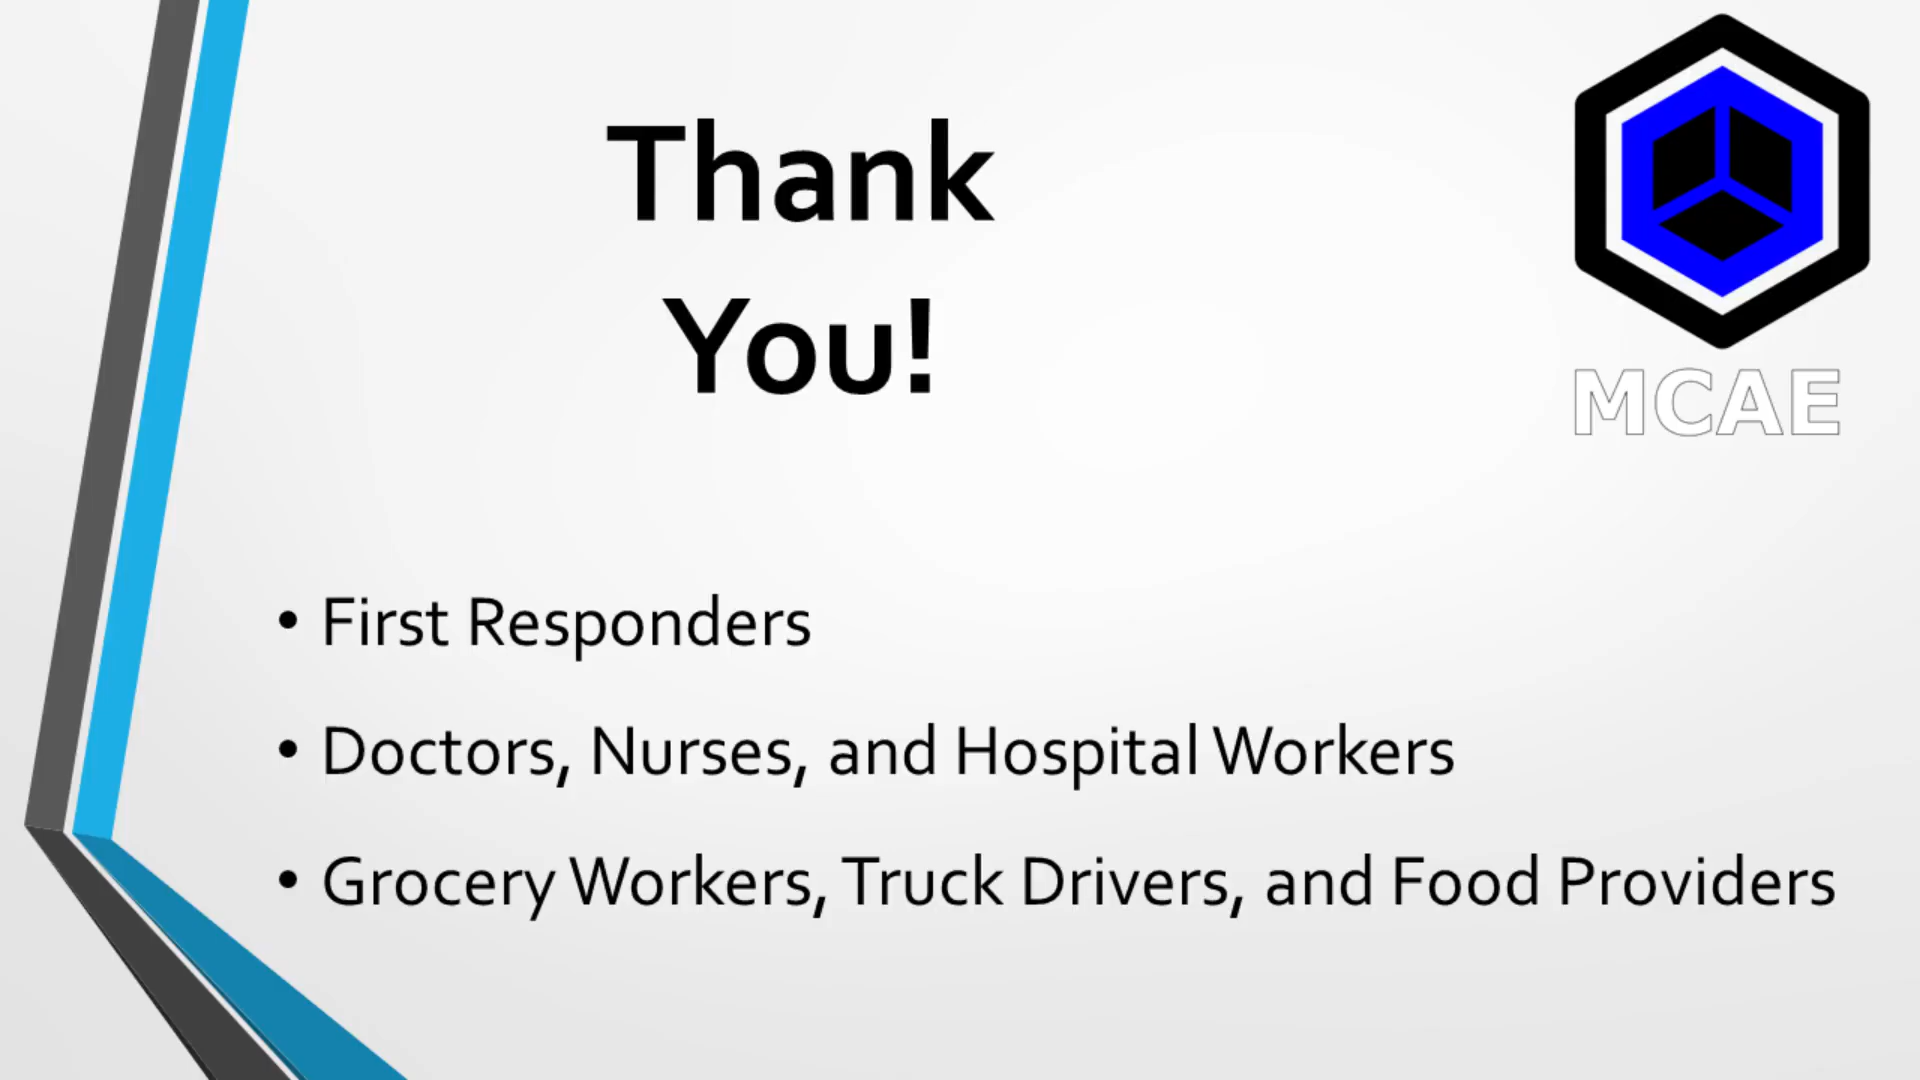 Thank
You!
MCAE
• First Responders
• Doctors, Nurses, and Hospital Workers
• Grocery Workers, Truck Drivers, and Food Providers